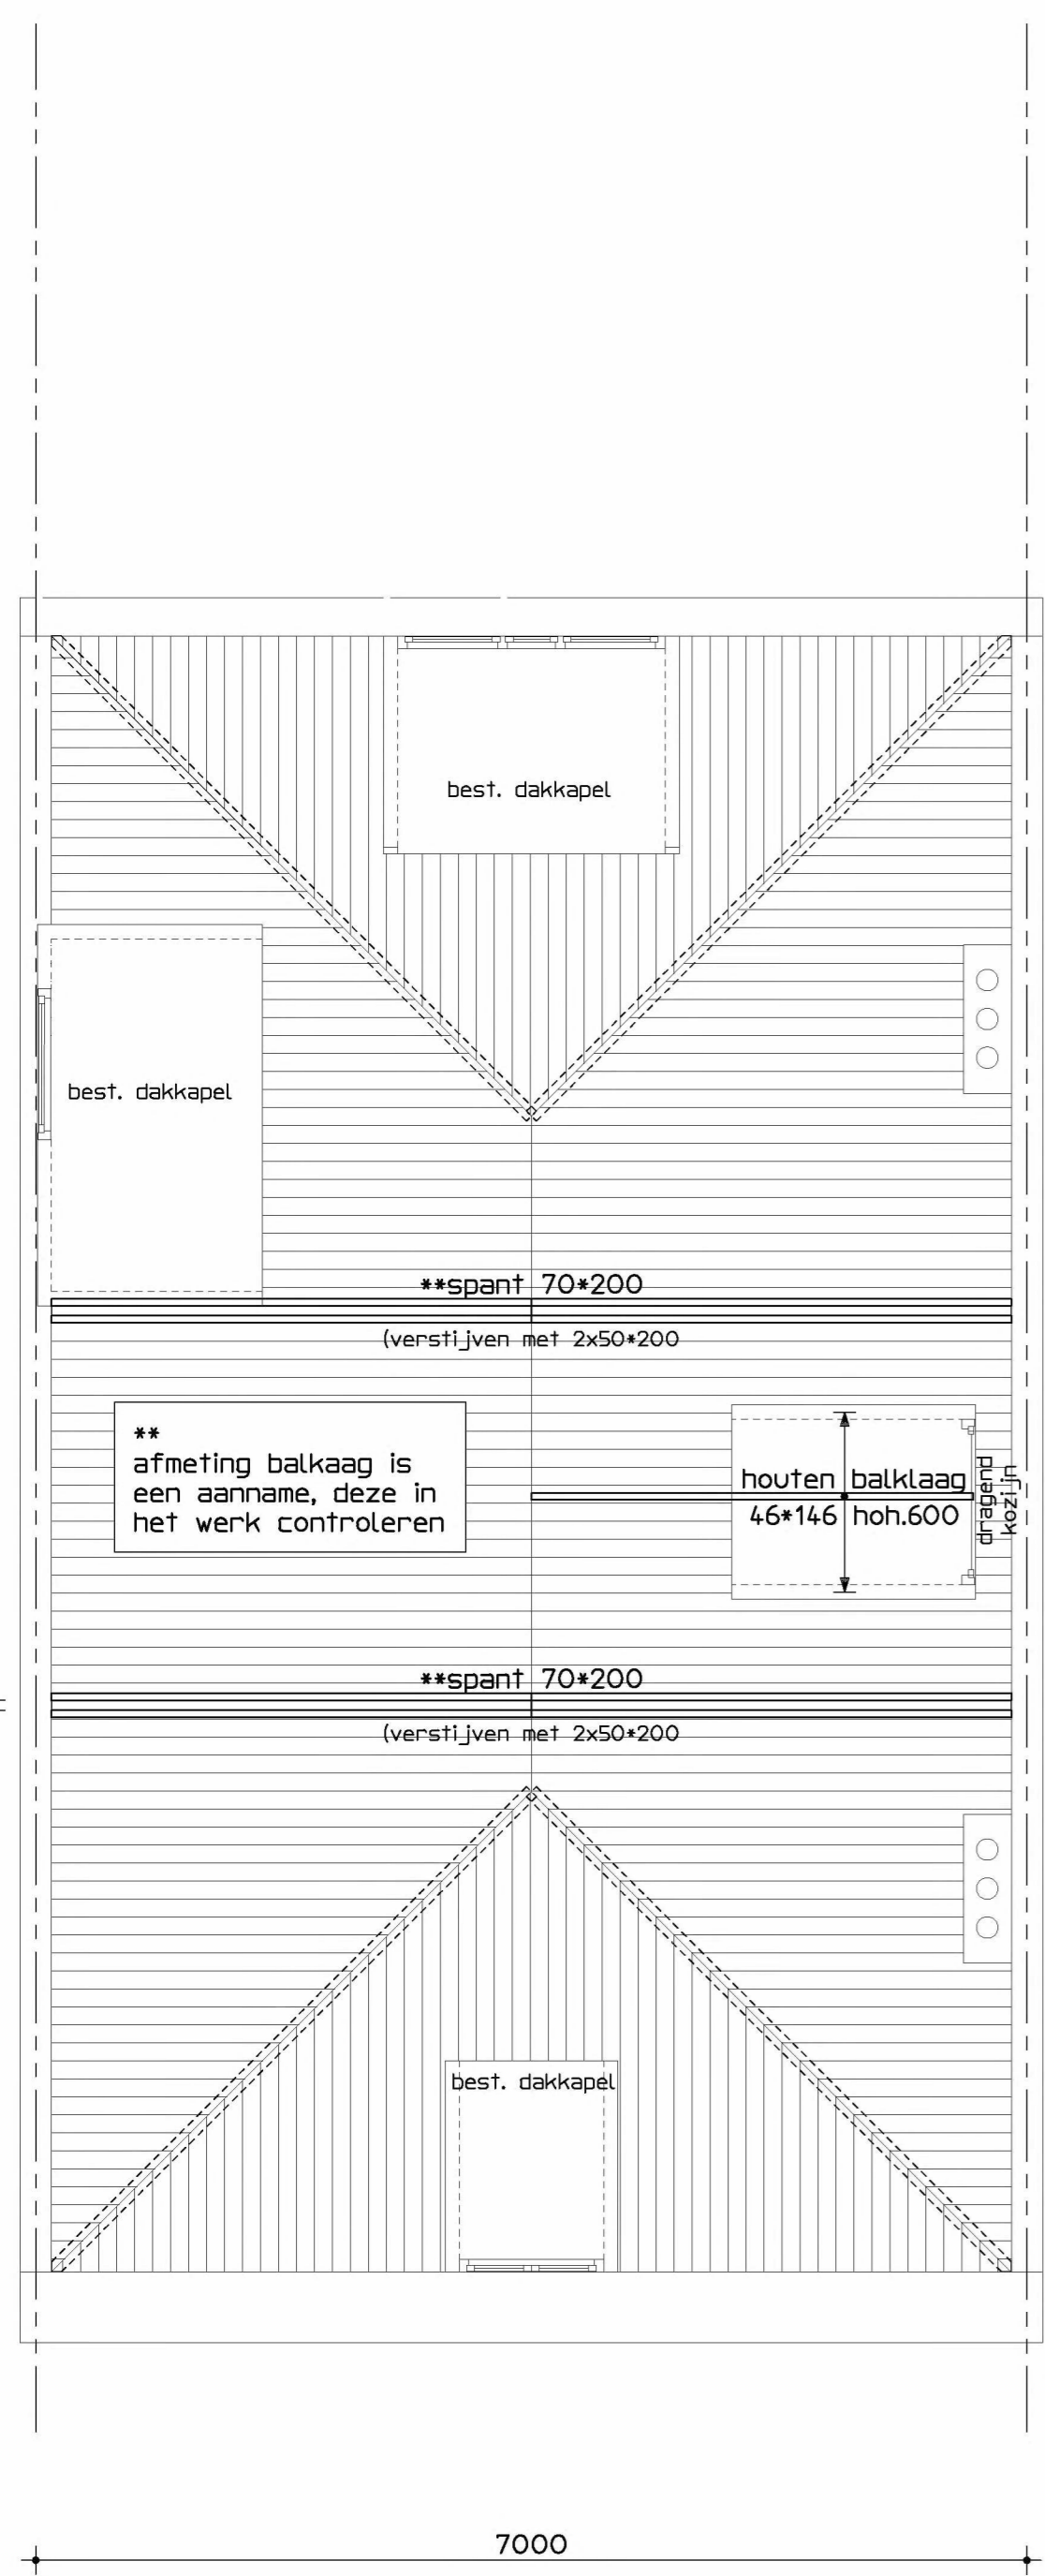 best. dakkapel
best. dakkapel
**spant 70*200
(verstijven met 2x50*200
**
afmeting balkaag is
een aanname, deze in
het werk controleren
houten balklaag
46*146 hoh.600
dragend
kozijn
**spant 70*200
(verstijven met 2x50*200
best. dakkapel
7000